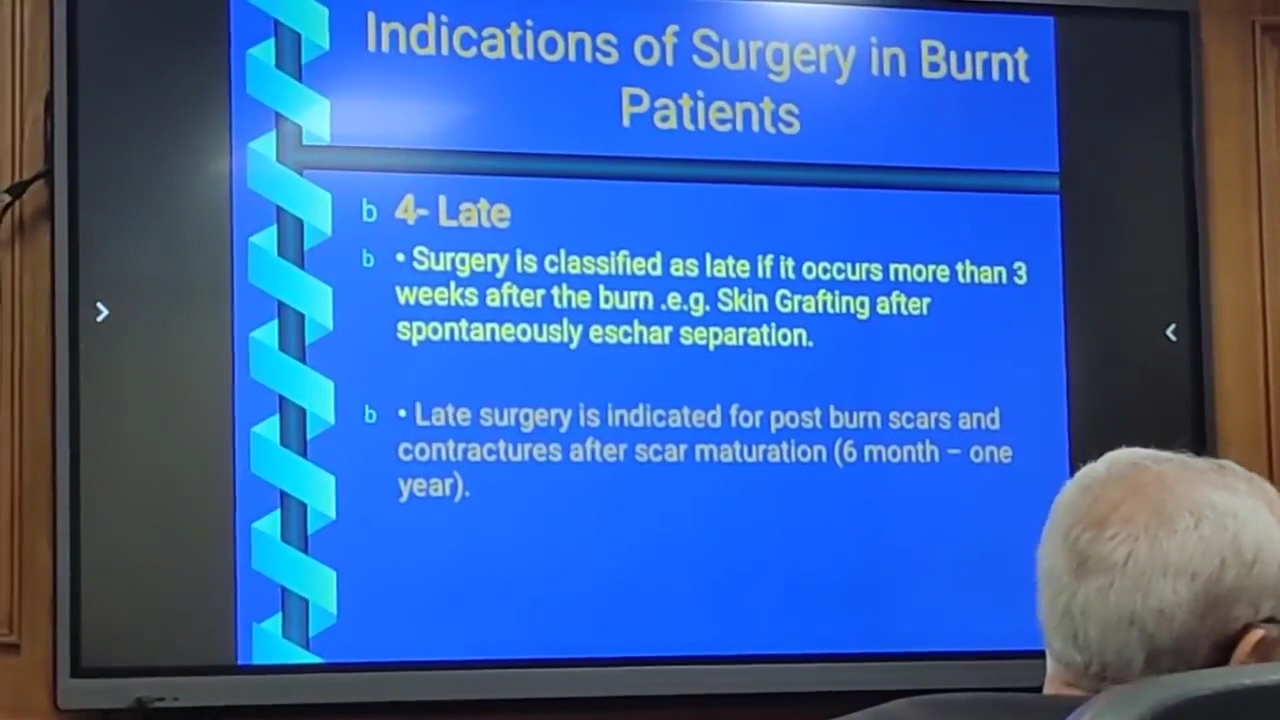 Indications of Surgery in Burnt
Patients
b 4- Late
b • Surgery is classified as late if it occurs more than 3
weeks after the burn .e.g. Skin Grafting after
spontaneously eschar separation.
b • Late surgery is indicated for post burn scars and
contractures after scar maturation (6 month – one
year).